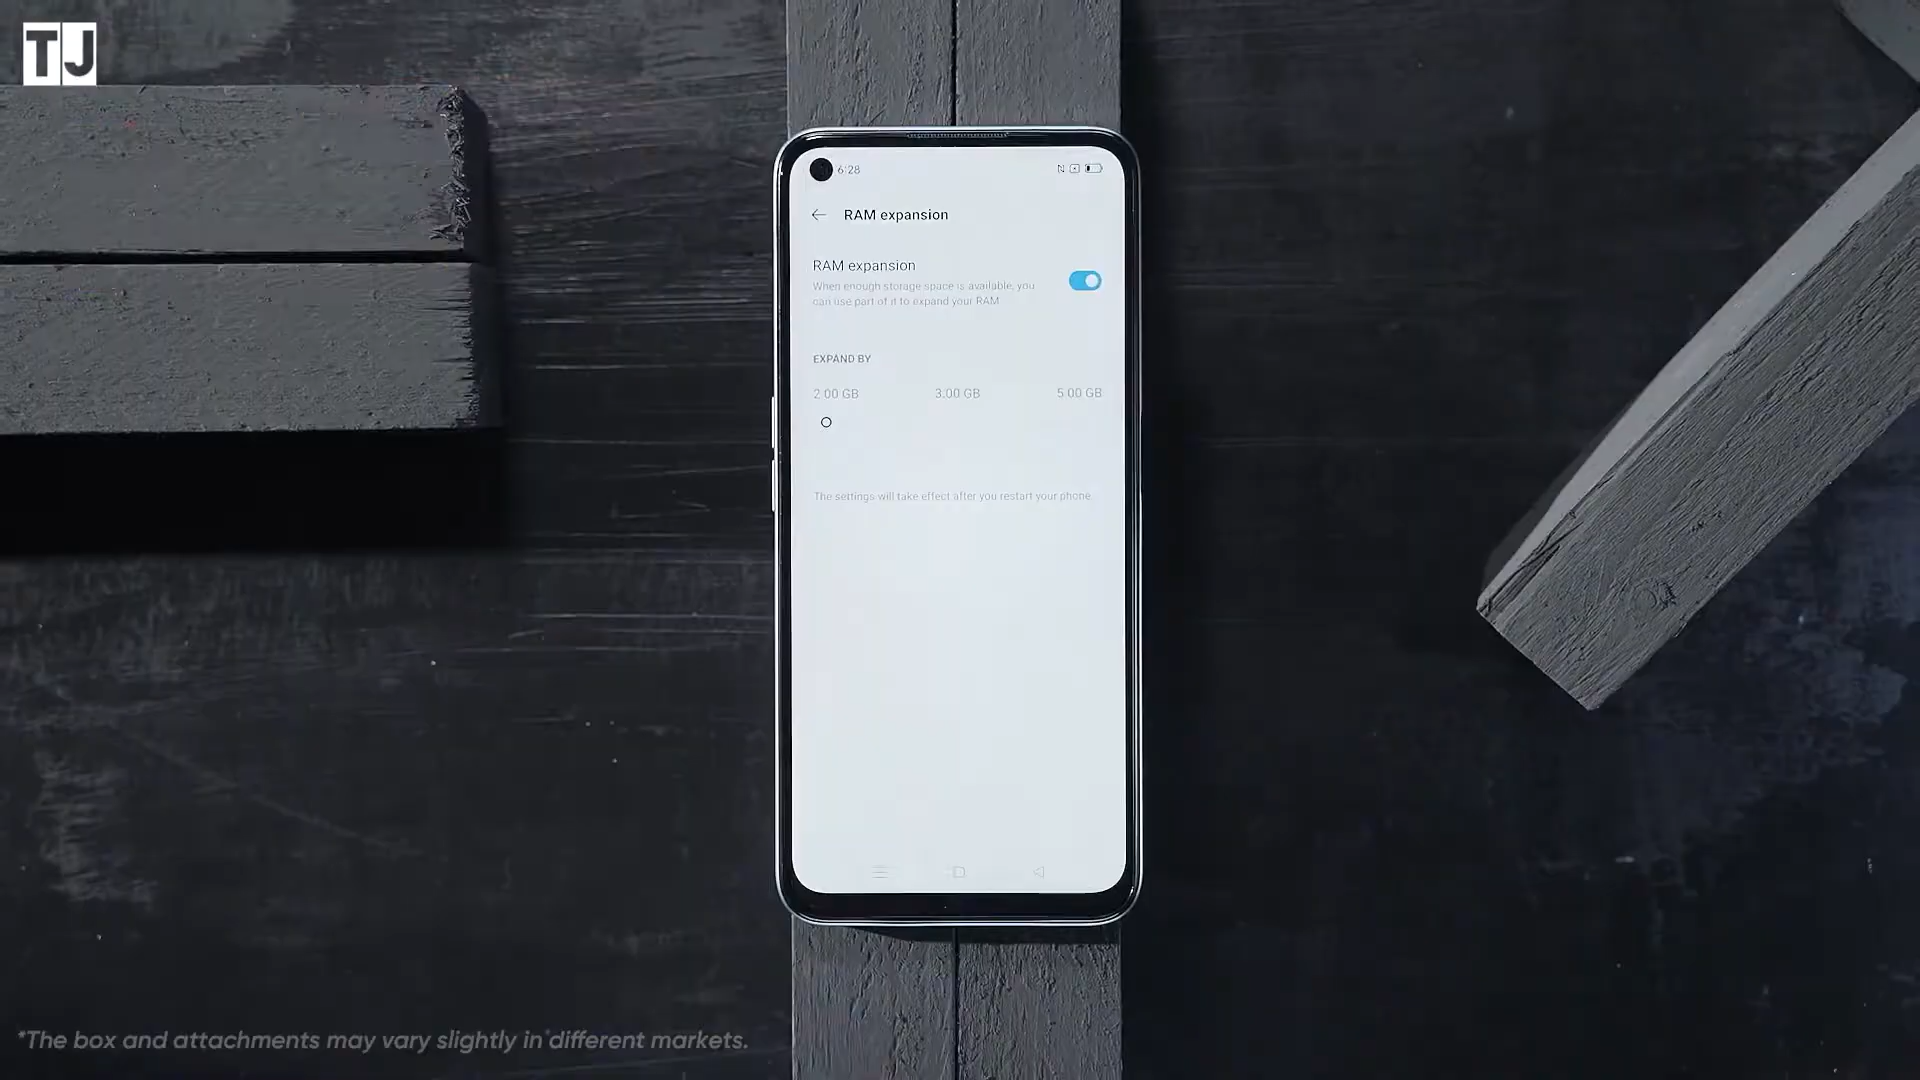 TJ
6:28
RAM expansion
RAM expansion
When enough storage space is available, you
can use part of it to expand your RAM
EXPAND BY
2.00 GB 3.00 GB 5.00 GB
The settings will take effect after you restart your phone
*The box and attachments may vary slightly in different markets.